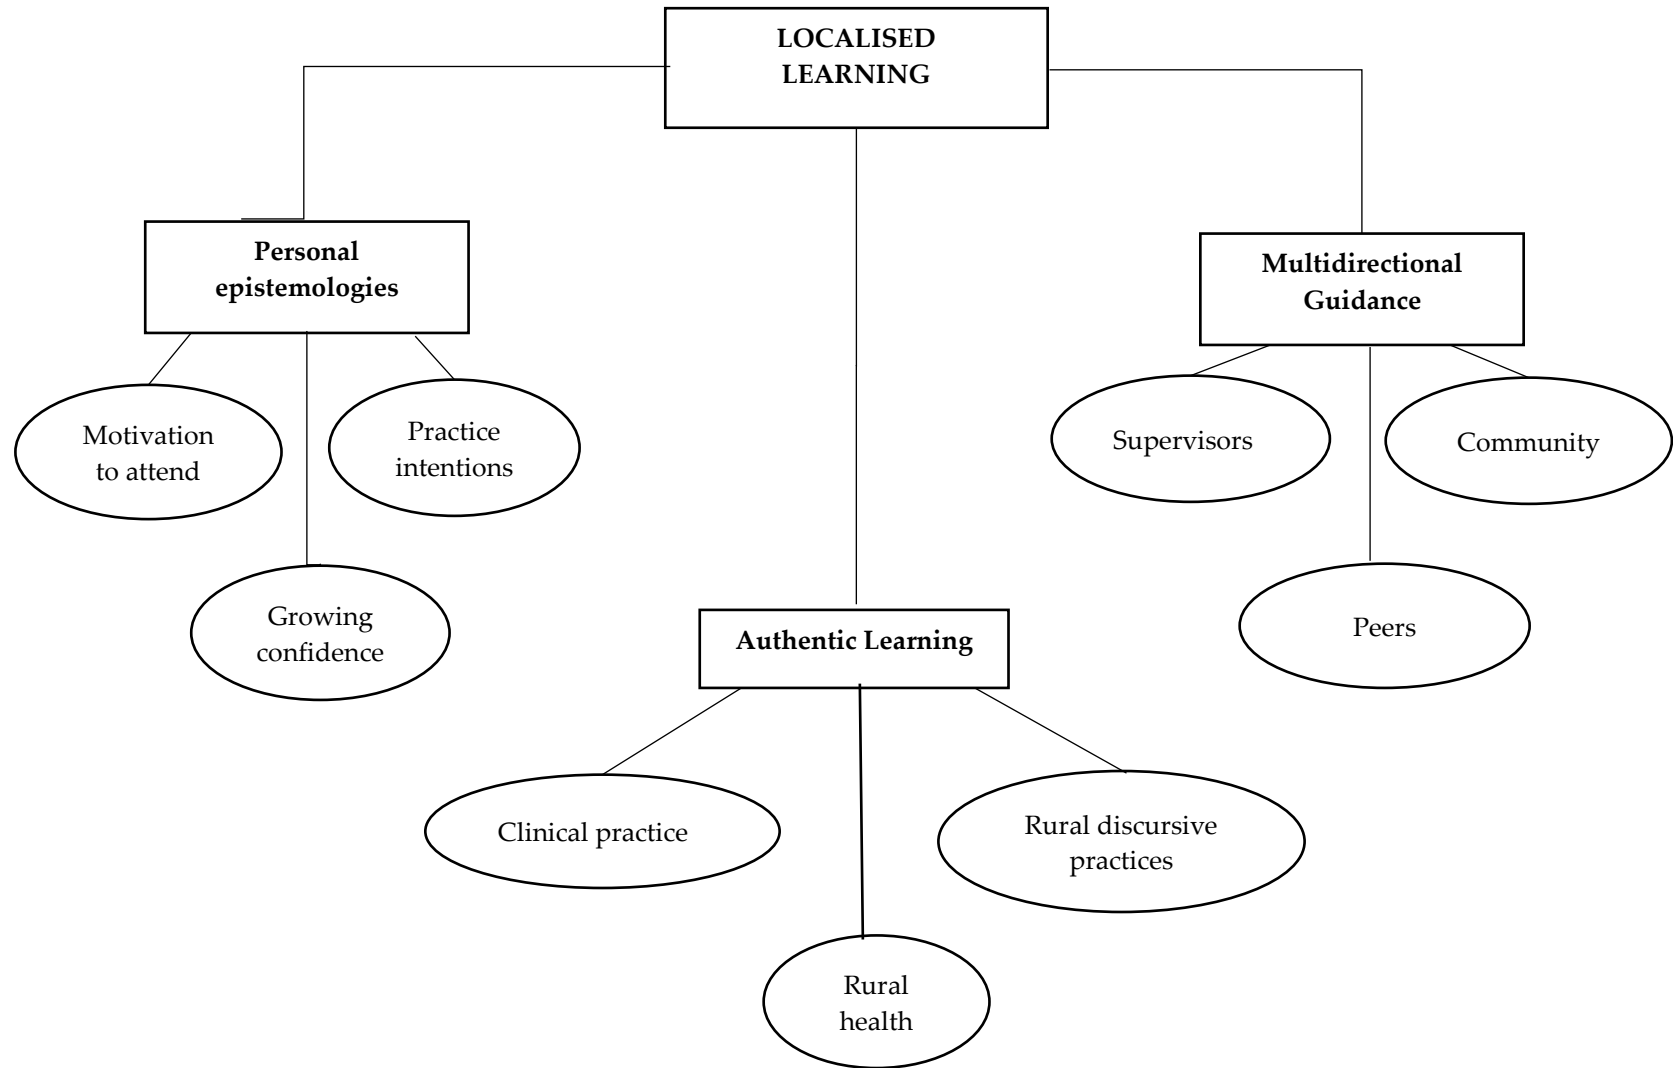 LOCALISED
LEARNING
Personal
epistemologies
Multidirectional
Guidance
Motivation
to attend
Practice
intentions
Supervisors
Community
Growing
confidence
Peers
Authentic Learning
Clinical practice
Rural discursive
practices
Rural
health